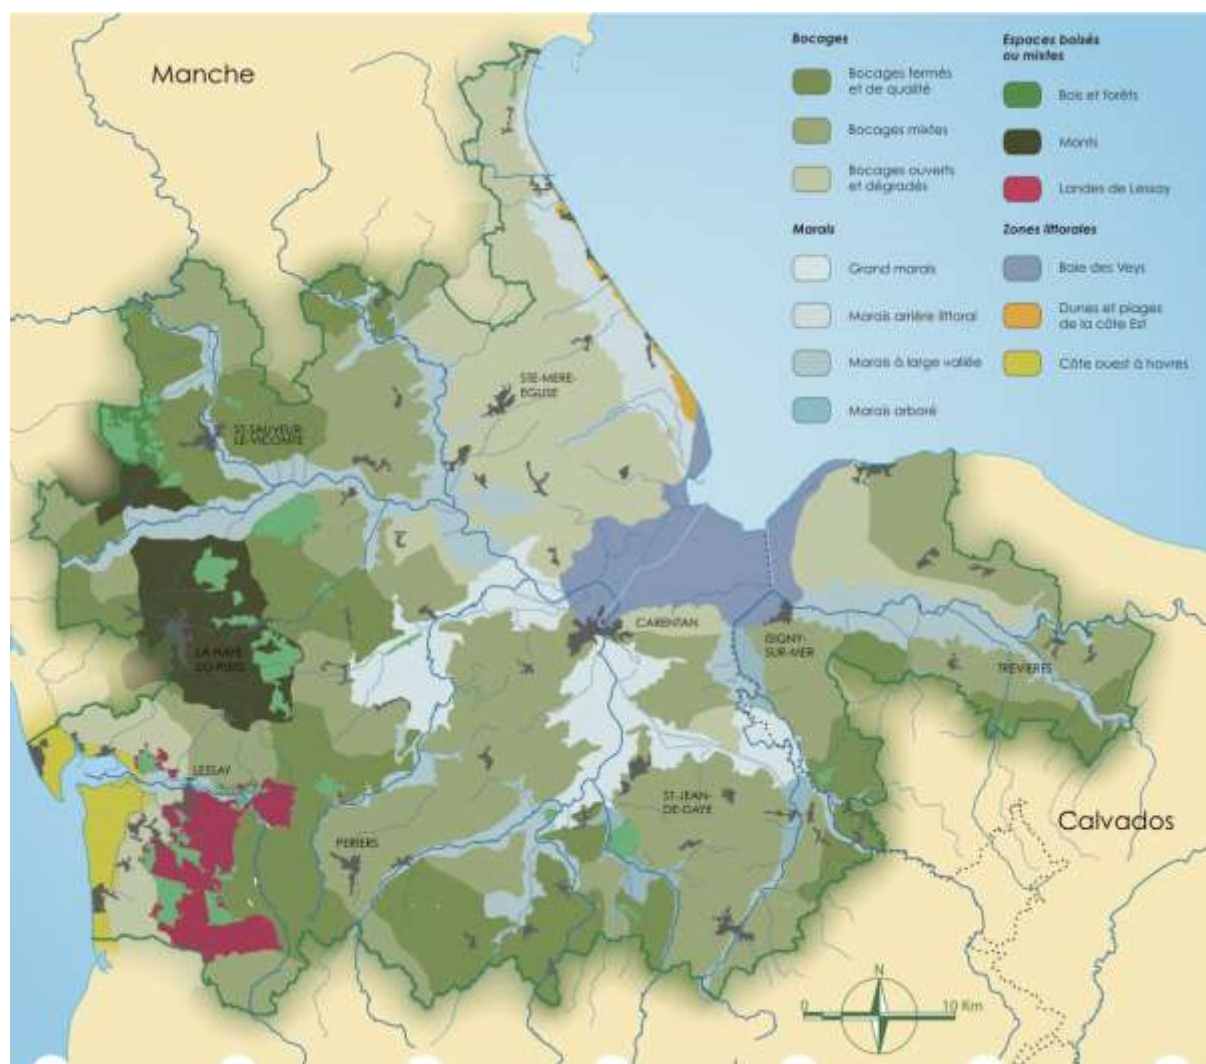 Manche
Bocages
Bocages fermés
et de qualité
Bocages mixtes
Bocages ouverts
et dégradés
Marais
Grand marais
Marais arrière littoral
Marais à large vallée
Marais arboré
Espaces boisés
ou mixtes
Bois et forêts
Monts
Landes de Lessay
Zones littorales
Baie des Veys
Dunes et plages
de la côte Est
Côte ouest à havres
STE-MERE-
EGLISE
ST-SAUVEUR-
LE-VICOMTE
CARENTAN
ISIGNY-
SUR-MER
TREVIERES
LA HAYE
DU PUITS
LESSAY
ST-JEAN-
DE-DAYE
PERIERS
Calvados
N
0
10 Km